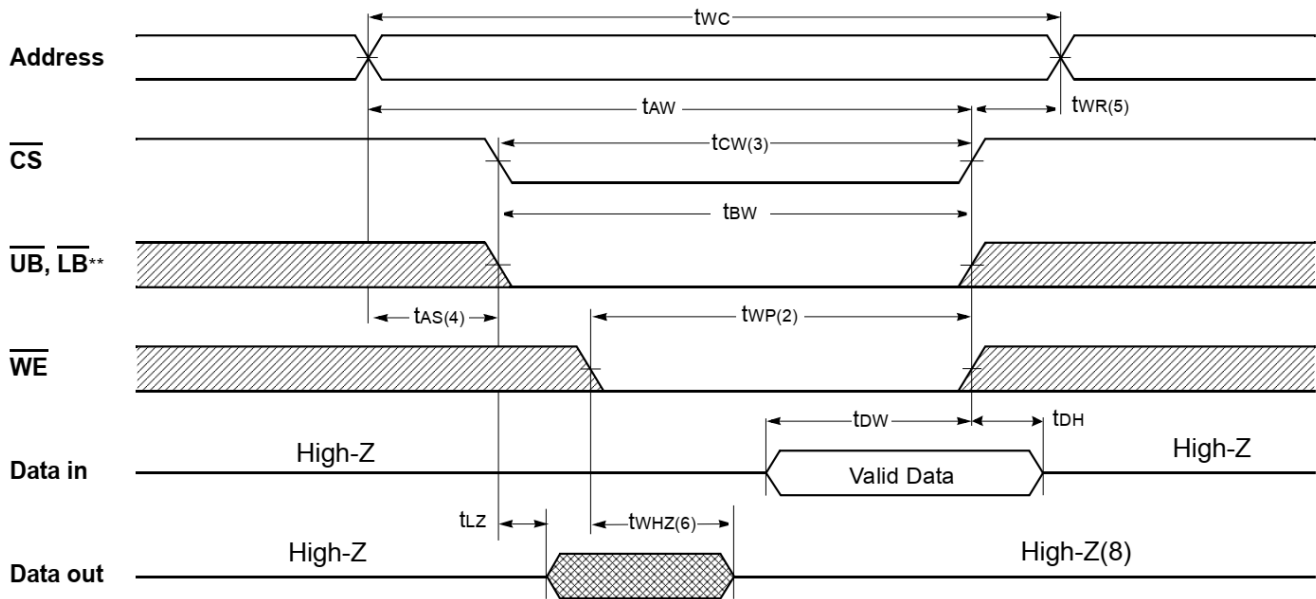 tWC
Address
tAW
tWR(5)
CS
tCW(3)
tBW
UB, LB**
tAS(4)
tWP(2)
WE
tDW
tDH
High-Z
High-Z
Data in
Valid Data
tLZ
tWHZ(6)
High-Z
High-Z(8)
Data out